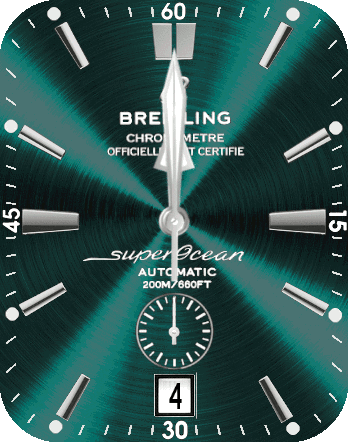 60
BREITLING
CHRONOMETRE
OFFICIELLEMENT CERTIFIE
45
15
superOcean
AUTOMATIC
200M/660FT
4
30